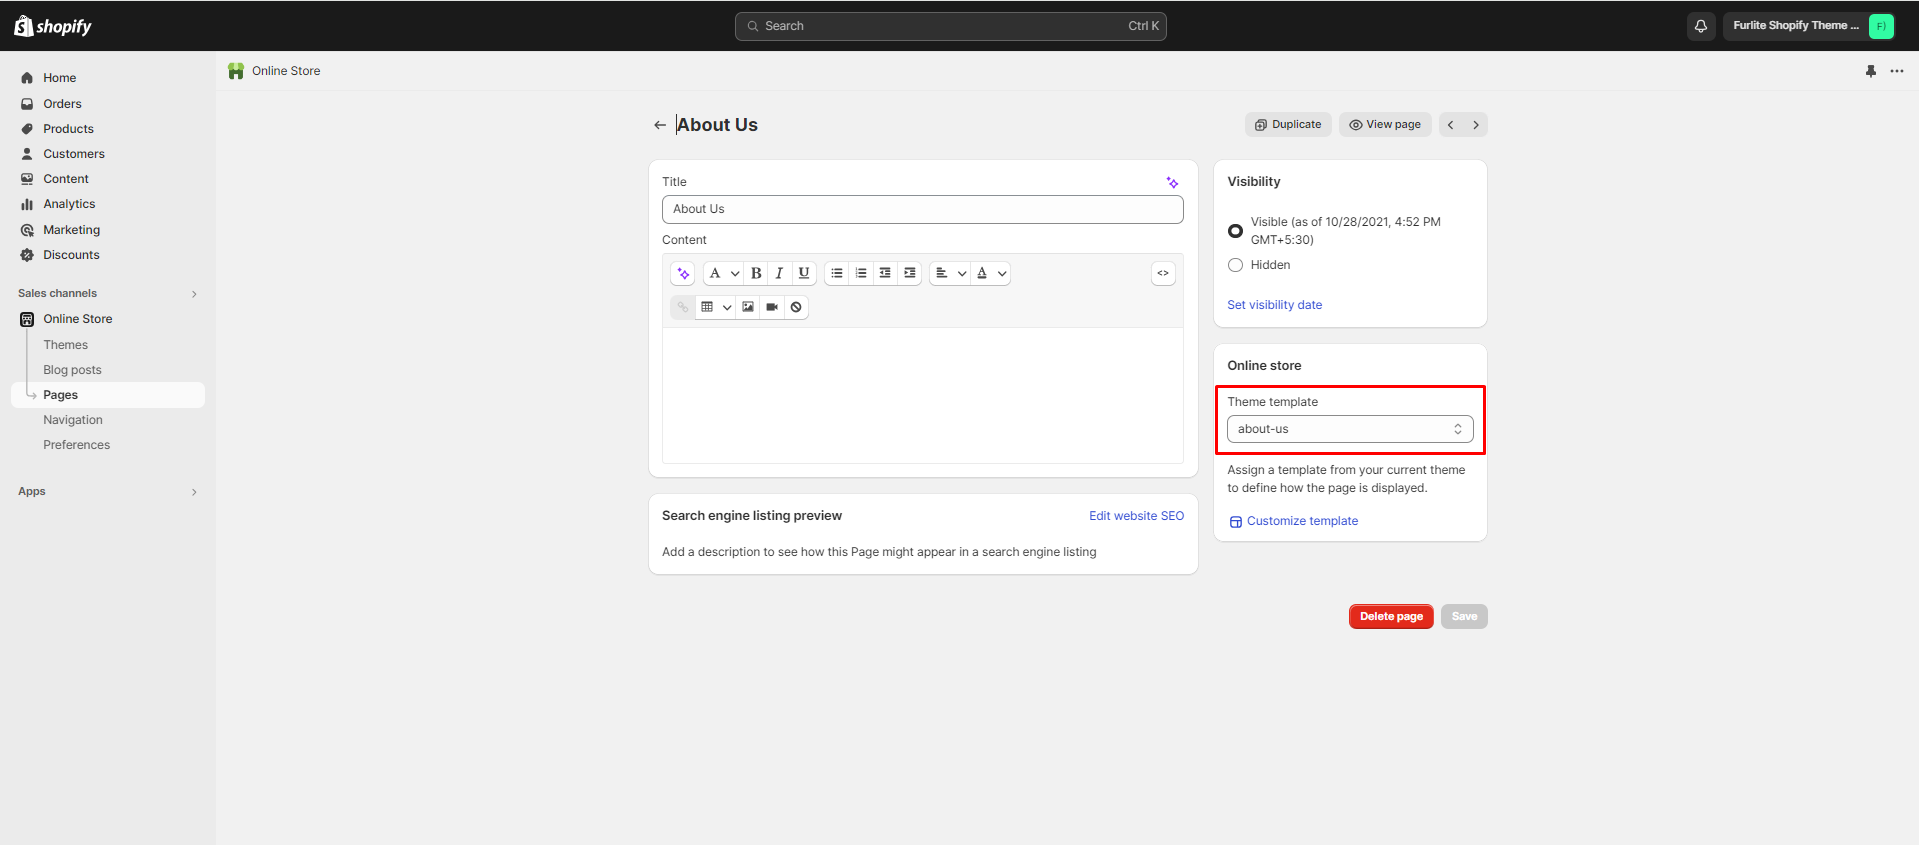 shopify
Search
Ctrl K
Furlite Shopify Theme ...
F)
Home
Orders
Products
Customers
Content
Analytics
Marketing
Discounts
Sales channels
Online Store
Themes
Blog posts
Pages
Navigation
Preferences
Apps
Online Store
About Us
Duplicate
View page
Title
About Us
Content
A
B
I
U
A
<>
Search engine listing preview
Edit website SEO
Add a description to see how this Page might appear in a search engine listing
Visibility
Visible (as of 10/28/2021, 4:52 PM
GMT+5:30)
Hidden
Set visibility date
Online store
Theme template
about-us
Assign a template from your current theme
to define how the page is displayed.
Customize template
Delete page
Save